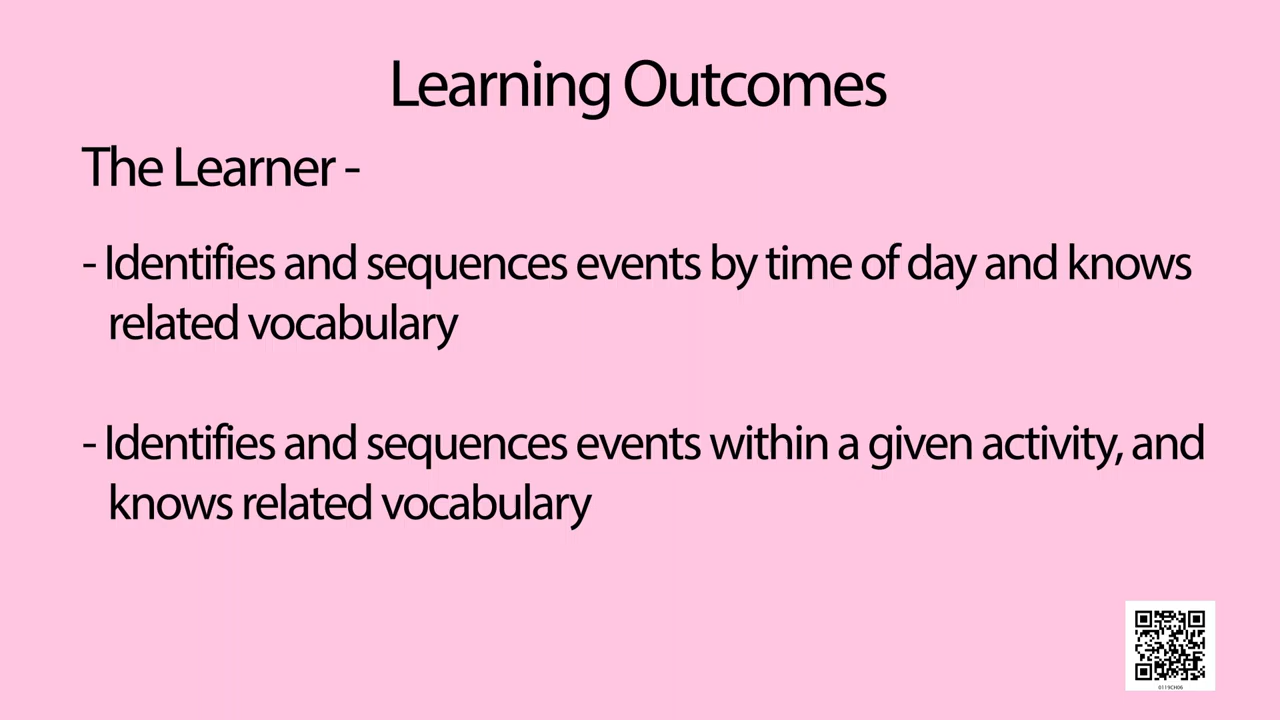 Learning Outcomes
The Learner -
- Identifies and sequences events by time of day and knows
related vocabulary
- Identifies and sequences events within a given activity, and
knows related vocabulary
0119CH06